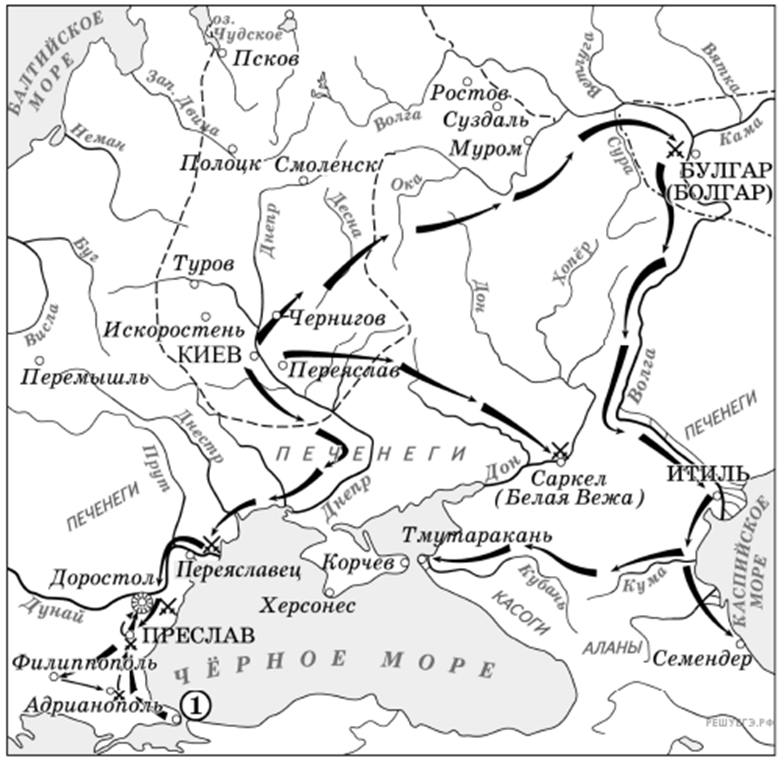 БАЛТИЙСКОЕ
МОРЕ
оз.
Чудское
Псков
Зап. Двина
Неман
Полоцк
Смоленск
Волга
Ростов
Суздаль
Муром
Ветлуга
Вятка
Кама
Сура
БУЛГАР
(БОЛГАР)
Ока
Десна
Днепр
Дон
Хопёр
Буг
Висла
Туров
Искоростень
Чернигов
КИЕВ
Переяслав
Перемышль
Волга
ПЕЧЕНЕГИ
Днестр
Прут
ПЕЧЕНЕГИ
ПЕЧЕНЕГИ
Днепр
Дон
Саркел
(Белая Вежа)
ИТИЛЬ
КАСПИЙСКОЕ
МОРЕ
Тмутаракань
Корчев
Херсонес
Кубань
Кума
КАСОГИ
АЛАНЫ
Семендер
Переяславец
Доростол
Дунай
ПРЕСЛАВ
Филиппополь
Адрианополь
1
ЧЁРНОЕ МОРЕ
РЕШУЕГЭ.РФ